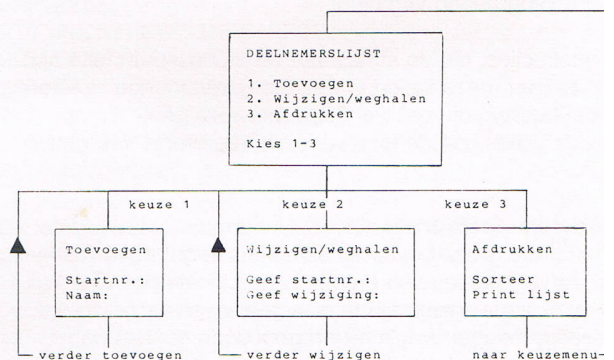 DEELNEMERSLIJST
1. Toevoegen
2. Wijzigen/weghalen
3. Afdrukken
Kies 1-3
keuze 1
keuze 2
keuze 3
Toevoegen
Startnr.:
Naam:
Wijzigen/weghalen
Geef startnr.:
Geef wijziging:
Afdrukken
Sorteer
Print lijst
verder toevoegen
verder wijzigen
naar keuzemenu